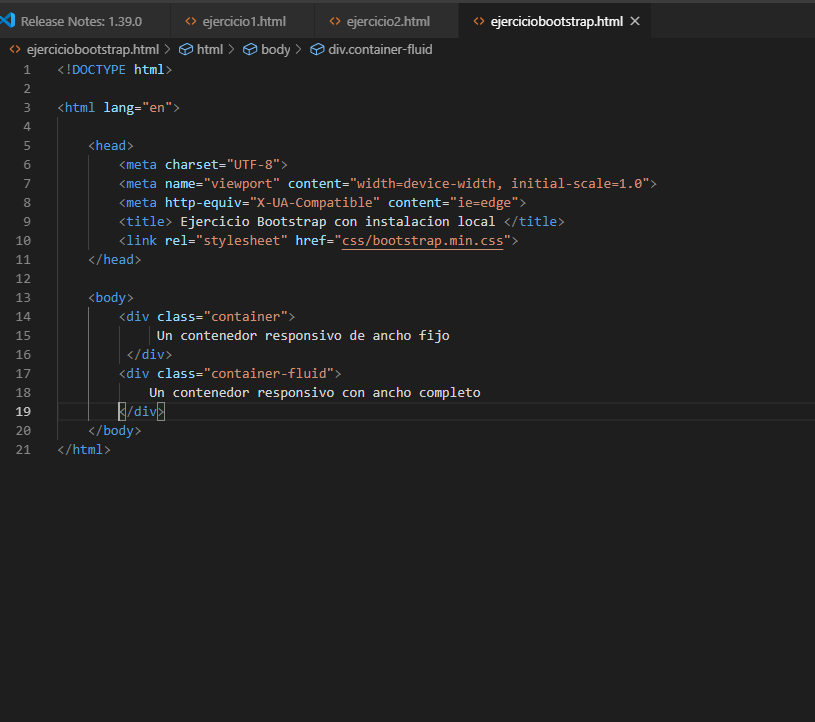 Release Notes: 1.39.0 ejercicio1.html ejercicio2.html ejerciciobootstrap.html
ejerciciobootstrap.html > html > body > div.container-fluid
1 <!DOCTYPE html>
2
3 <html lang="en">
4
5 <head>
6 <meta charset="UTF-8">
7 <meta name="viewport" content="width=device-width, initial-scale=1.0">
8 <meta http-equiv="X-UA-Compatible" content="ie=edge">
9 <title> Ejercicio Bootstrap con instalacion local </title>
10 <link rel="stylesheet" href="css/bootstrap.min.css">
11 </head>
12
13 <body>
14 <div class="container">
15 Un contenedor responsivo de ancho fijo
16 </div>
17 <div class="container-fluid">
18 Un contenedor responsivo con ancho completo
19 </div>
20 </body>
21 </html>